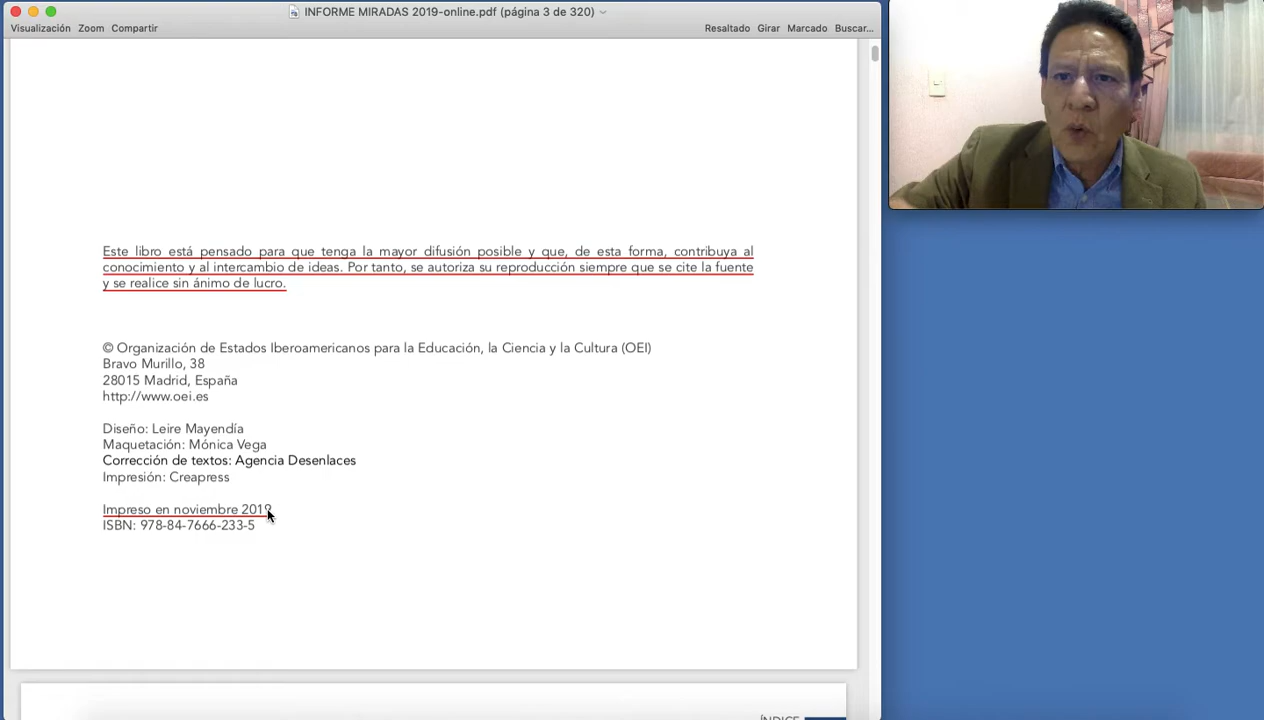 INFORME MIRADAS 2019-online.pdf (página 3 de 320)
Visualización Zoom Compartir Resaltado Girar Marcado Buscar...
Este libro está pensado para que tenga la mayor difusión posible y que, de esta forma, contribuya al
conocimiento y al intercambio de ideas. Por tanto, se autoriza su reproducción siempre que se cite la fuente
y se realice sin ánimo de lucro.
© Organización de Estados Iberoamericanos para la Educación, la Ciencia y la Cultura (OEI)
Bravo Murillo, 38
28015 Madrid, España
http://www.oei.es
Diseño: Leire Mayendía
Maquetación: Mónica Vega
Corrección de textos: Agencia Desenlaces
Impresión: Creapress
Impreso en noviembre 2019
ISBN: 978-84-7666-233-5
ÍNDICE